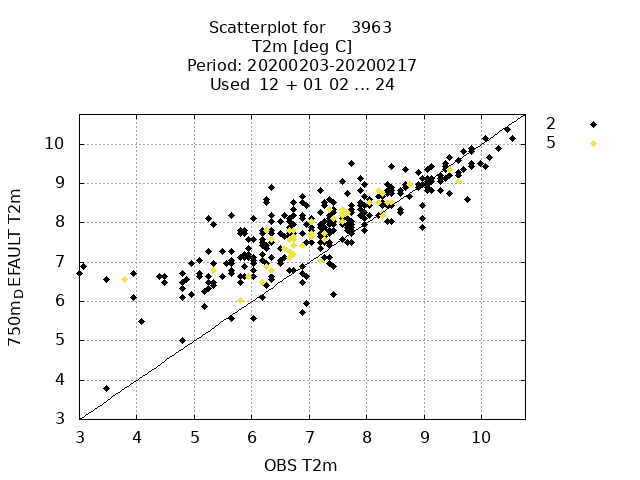 Scatterplot for 3963
T2m [deg C]
Period: 20200203-20200217
Used 12 + 01 02 ... 24
2
5
10
9
8
7
6
5
4
3
750m_DEFAULT T2m
3 4 5 6 7 8 9 10
OBS T2m